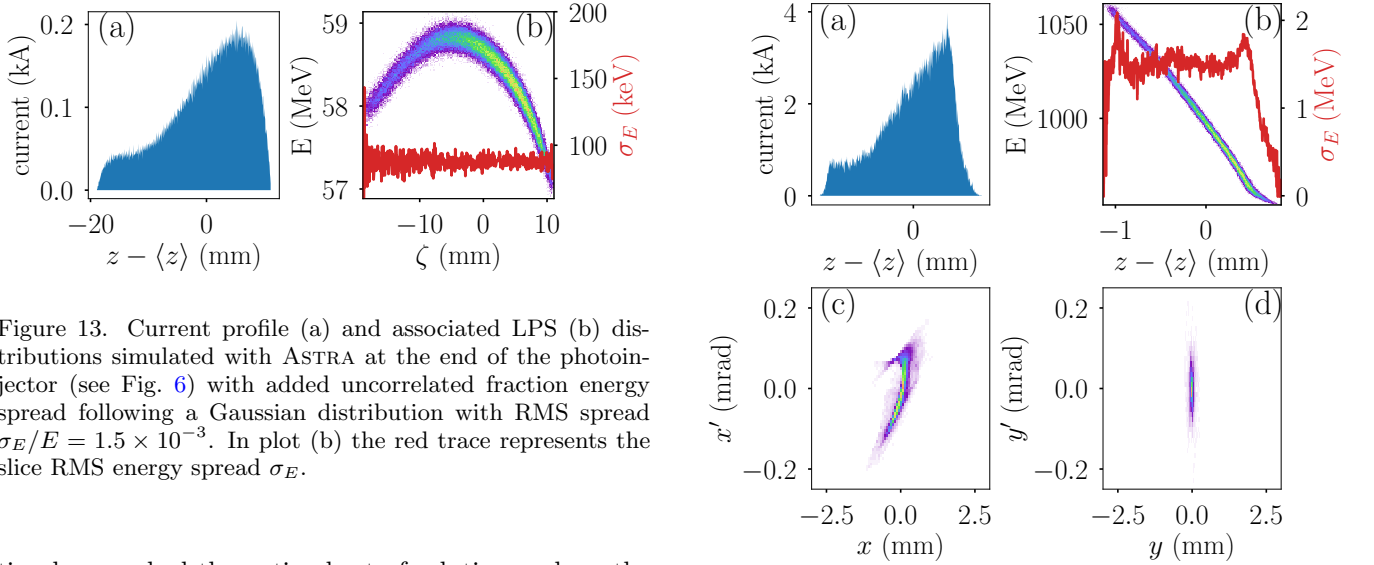 (a)
current (kA)
0.2
0.1
0.0
−20
0
z − ⟨z⟩ (mm)
(b)
E (MeV)
59
58
57
200
150
100
σ_E (keV)
−10
0
10
ζ (mm)
Figure 13. Current profile (a) and associated LPS (b) dis-
tributions simulated with ASTRA at the end of the photoin-
jector (see Fig. 6) with added uncorrelated fraction energy
spread following a Gaussian distribution with RMS spread
σ_E/E = 1.5 × 10⁻³. In plot (b) the red trace represents the
slice RMS energy spread σ_E.
(a)
current (kA)
4
2
0
0
z − ⟨z⟩ (mm)
(b)
E (MeV)
1050
1000
2
1
0
σ_E (MeV)
−1
0
z − ⟨z⟩ (mm)
(c)
x′ (mrad)
0.2
0.0
−0.2
−2.5
0.0
2.5
x (mm)
(d)
y′ (mrad)
0.2
0.0
−0.2
−2.5
0.0
2.5
y (mm)